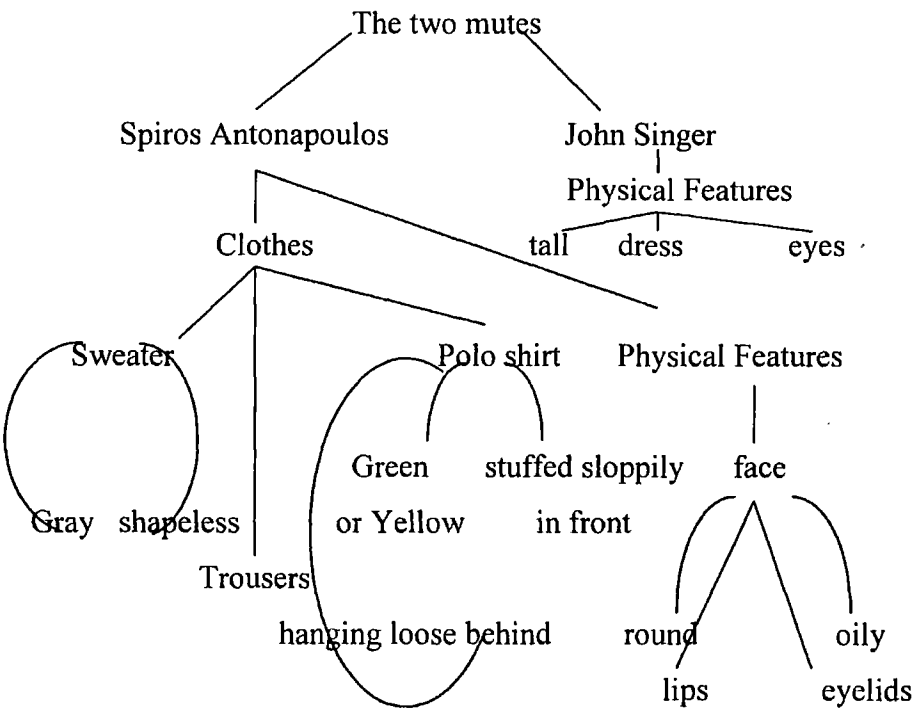 The two mutes
Spiros Antonapoulos John Singer
Physical Features
Clothes tall dress eyes
Sweater Polo shirt Physical Features
Green stuffed sloppily face
Gray shapeless or Yellow in front
Trousers
hanging loose behind round oily
lips eyelids